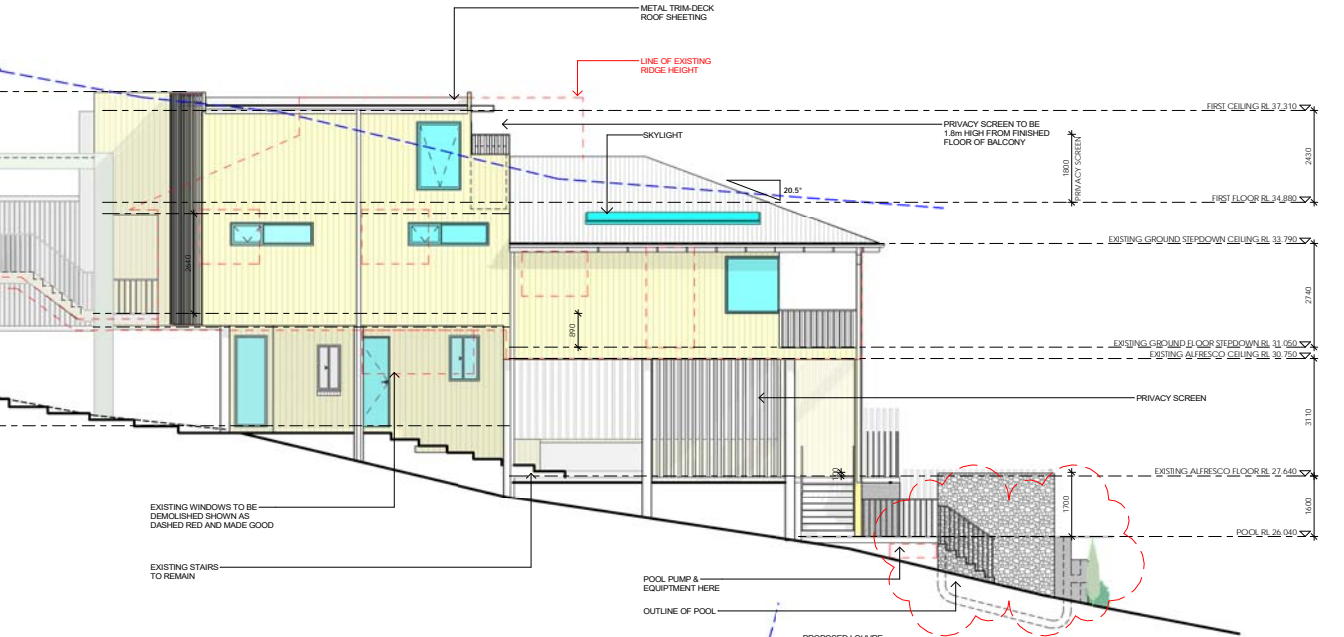 METAL TRIM-DECK
ROOF SHEETING
LINE OF EXISTING
RIDGE HEIGHT
FIRST CEILING RL 37.310
PRIVACY SCREEN TO BE
1.8m HIGH FROM FINISHED
FLOOR OF BALCONY
SKYLIGHT
1800
PRIVACY SCREEN
2430
20.5°
FIRST FLOOR RL 34.880
EXISTING GROUND STEPDOWN CEILING RL 33.790
2640
2740
890
EXISTING GROUND FLOOR STEPDOWN RL 31.050
EXISTING ALFRESCO CEILING RL 30.750
PRIVACY SCREEN
3110
EXISTING ALFRESCO FLOOR RL 27.640
EXISTING WINDOWS TO BE
DEMOLISHED SHOWN AS
DASHED RED AND MADE GOOD
1700
1600
POOL RL 26.040
EXISTING STAIRS
TO REMAIN
POOL PUMP &
EQUIPTMENT HERE
OUTLINE OF POOL